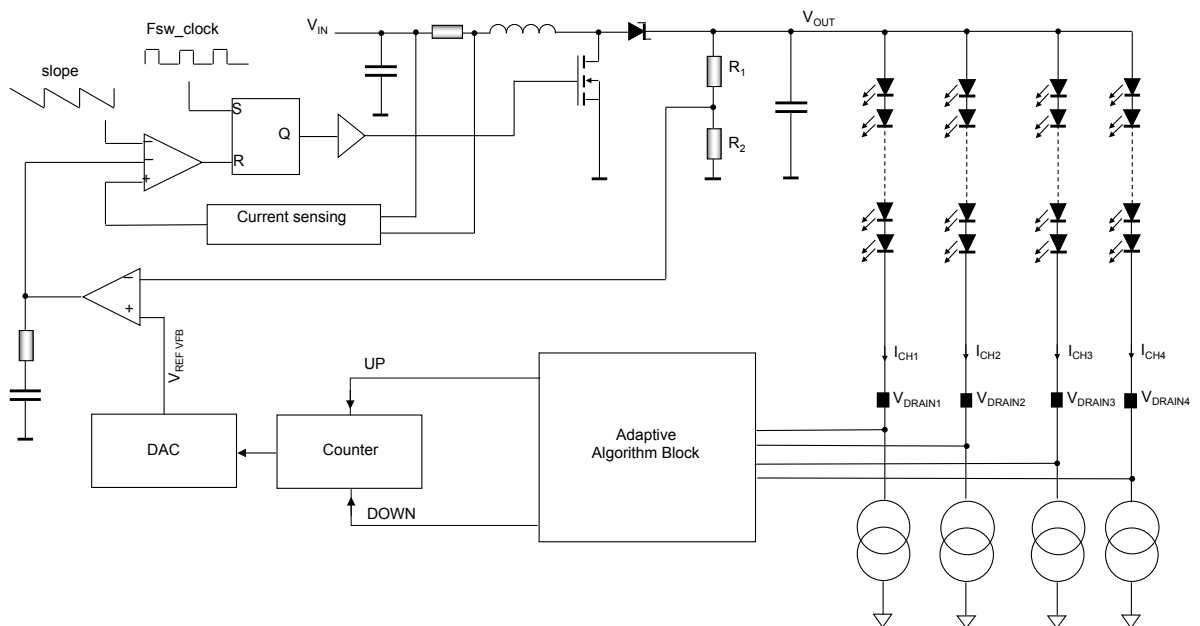 Fsw_clock
VIN
VOUT
slope
S
Q
R
R1
R2
−
−
+
Current sensing
−
+
VREF VFB
UP
ICH1
ICH2
ICH3
ICH4
VDRAIN1
VDRAIN2
VDRAIN3
VDRAIN4
DAC
Counter
Adaptive
Algorithm Block
DOWN